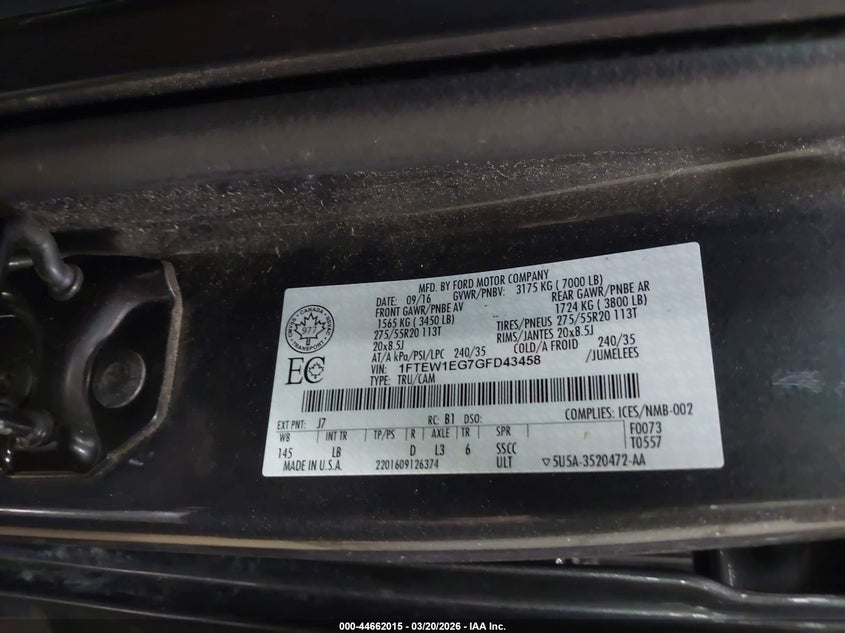 MFD. BY FORD MOTOR COMPANY
DATE: 09/16 GVWR/PNBV: 3175 KG ( 7000 LB)
FRONT GAWR/PNBE AV REAR GAWR/PNBE AR
1565 KG ( 3450 LB) 1724 KG ( 3800 LB)
275/55R20 113T TIRES/PNEUS 275/55R20 113T
20x8.5J RIMS/JANTES 20x8.5J
AT/A kPa/PSI/LPC 240/35 COLD/A FROID 240/35
VIN: 1FTEW1EG7GFD43458 /JUMELEES
TYPE: TRU/CAM
CANADA
977
TRANSPORT
EC
EXT PNT: J7 RC: B1 DSO: COMPLIES: ICES/NMB-002
WB INT TR TP/PS R AXLE TR SPR F0073
145 LB D L3 6 SSCC T0557
MADE IN U.S.A. 2201609126374 ULT ▽5U5A-3520472-AA
000-44662015 - 03/20/2026 - IAA Inc.